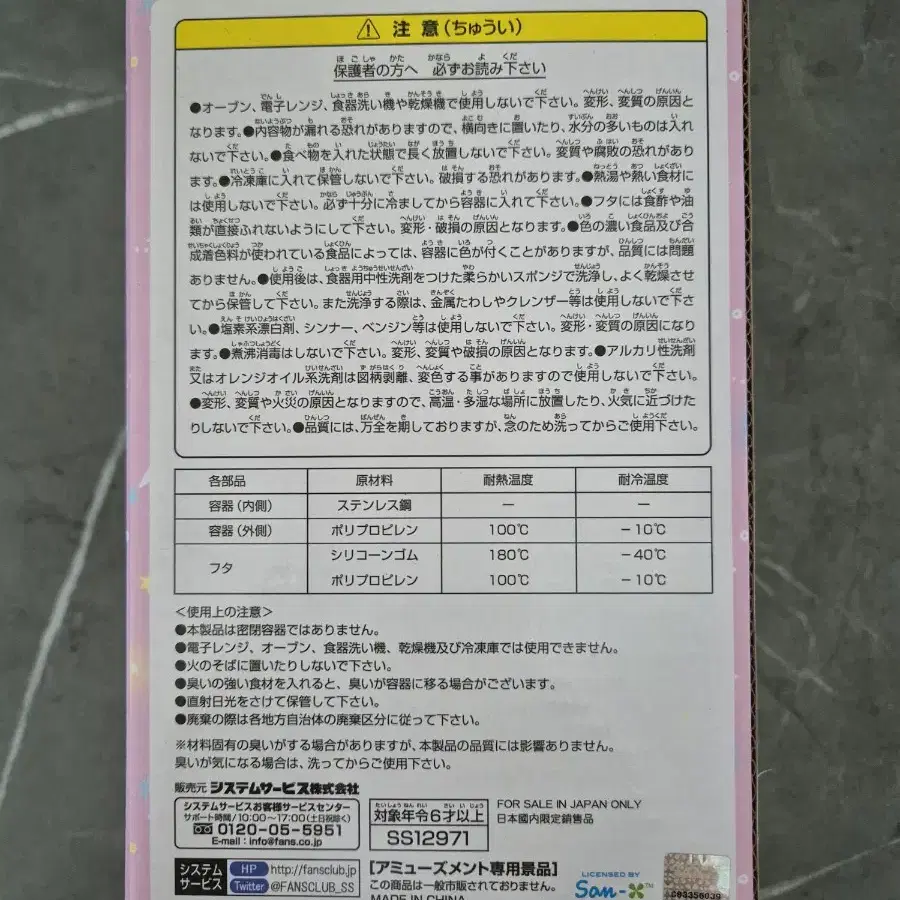 注意(ちゅうい)
保護者の方へ 必ずお読み下さい
●オーブン、電子レンジ、食器洗い機や乾燥機で使用しないで下さい。変形、変質の原因と
なります。●内容物が漏れる恐れがありますので、横向きに置いたり、水分の多いものは入れ
ないで下さい。●食べ物を入れた状態で長く放置しないで下さい。変質や腐敗の恐れがあり
ます。●冷凍庫に入れて保管しないで下さい。破損する恐れがあります。●熱湯や熱い食材に
は使用しないで下さい。必ず十分に冷ましてから容器に入れて下さい。●フタには食酢や油
類が直接ふれないようにして下さい。変形・破損の原因となります。●色の濃い食品及び合
成着色料が使われている食品によっては、容器に色が付くことがありますが、品質には問題
ありません。●使用後は、食器用中性洗剤をつけた柔らかいスポンジで洗浄し、よく乾燥させ
てから保管して下さい。また洗浄する際は、金属たわしやクレンザー等は使用しないで下さ
い。●塩素系漂白剤、シンナー、ベンジン等は使用しないで下さい。変形・変質の原因になり
ます。●煮沸消毒はしないで下さい。変形、変質や破損の原因となります。●アルカリ性洗剤
又はオレンジオイル系洗剤は図柄剥離、変色する事がありますので使用しないで下さい。
●変形、変質や火災の原因となりますので、高温・多湿な場所に放置したり、火気に近づけた
りしないで下さい。●品質には、万全を期しておりますが、念のため洗ってからご使用下さい。
各部品 原材料 耐熱温度 耐冷温度
容器(内側) ステンレス鋼 — —
容器(外側) ポリプロピレン 100℃ −10℃
フタ シリコーンゴム 180℃ −40℃
ポリプロピレン 100℃ −10℃
<使用上の注意>
●本製品は密閉容器ではありません。
●電子レンジ、オーブン、食器洗い機、乾燥機及び冷凍庫では使用できません。
●火のそばに置いたりしないで下さい。
●臭いの強い食材を入れると、臭いが容器に移る場合がございます。
●直射日光をさけて保管して下さい。
●廃棄の際は各地方自治体の廃棄区分に従って下さい。
※材料固有の臭いがする場合がありますが、本製品の品質には影響ありません。
臭いが気になる場合は、洗ってからご使用下さい。
販売元 システムサービス株式会社
システムサービスお客様サービスセンター
サポート時間/10:00〜17:00(土日祝除く)
0120-05-5951
E-mail:info@fans.co.jp
対象年令6才以上
SS12971
FOR SALE IN JAPAN ONLY
日本國内限定販售品
システム
サービス
HP http://fansclub.jp
Twitter @FANSCLUB_SS
[アミューズメント専用景品]
この商品は一般市販されておりません。
MADE IN CHINA
LICENSED BY
San-X™